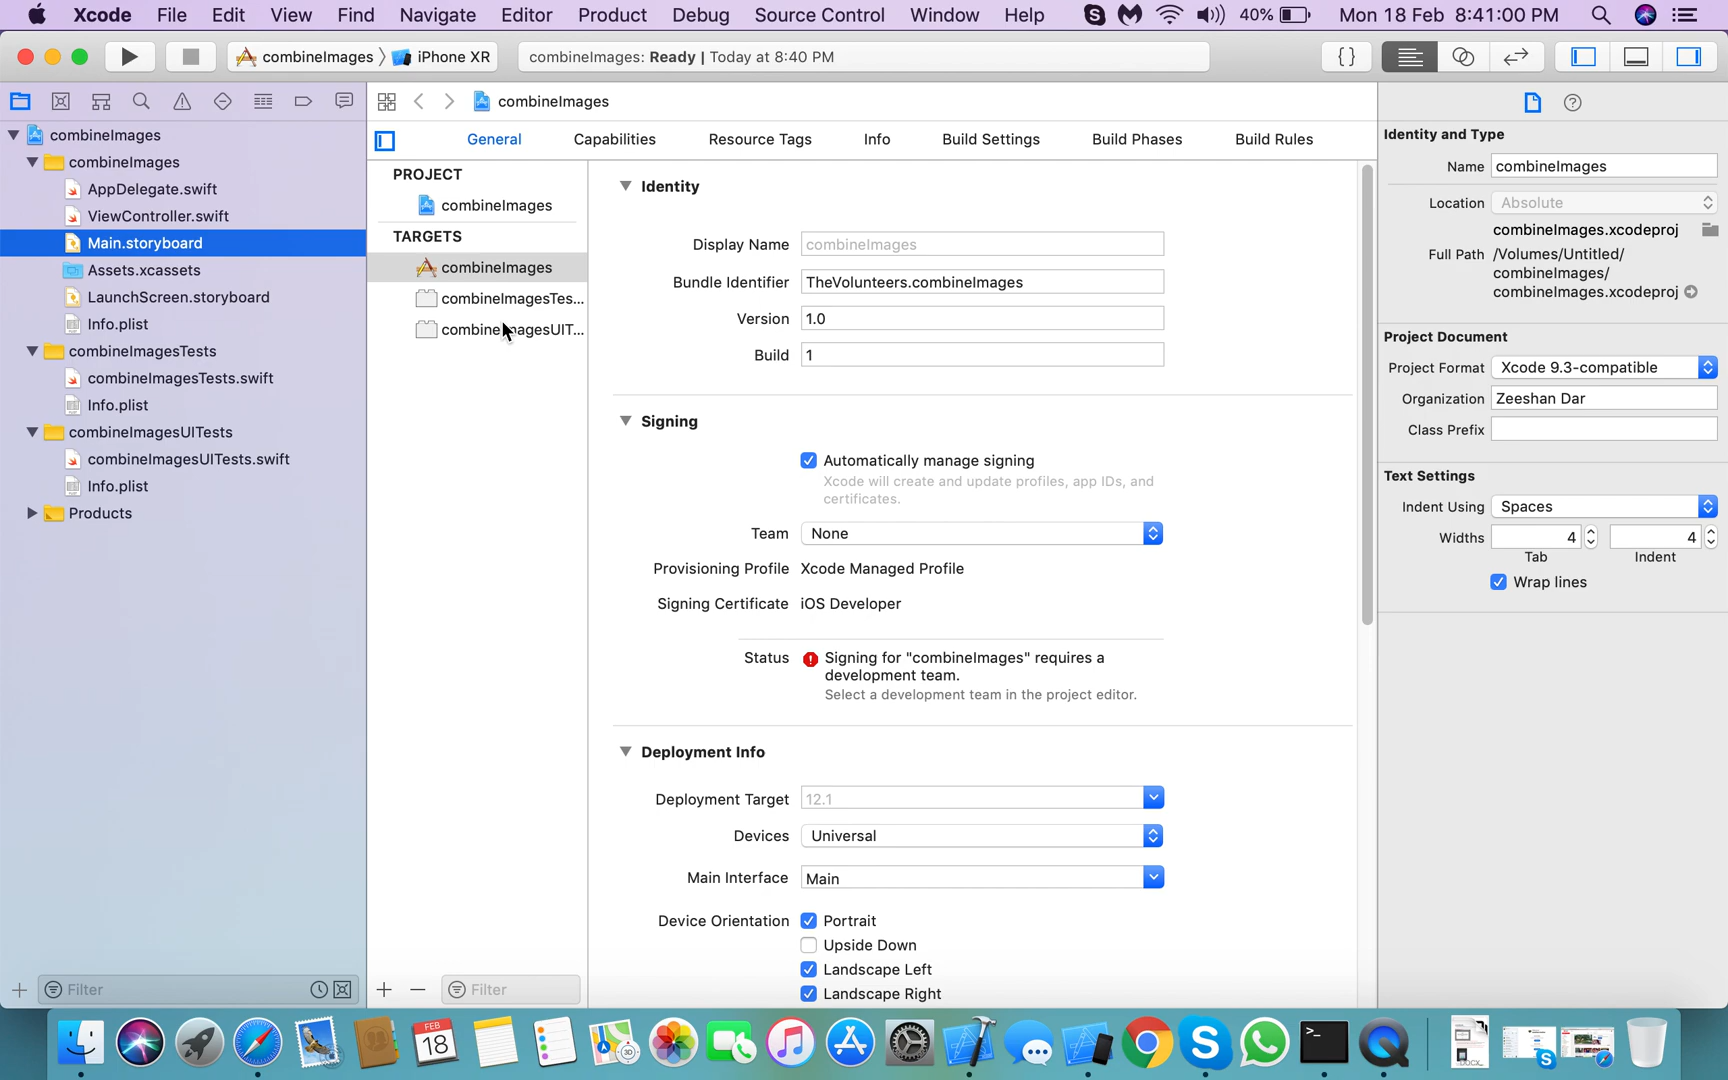 Xcode File Edit View Find Navigate Editor Product Debug Source Control Window Help 40% Mon 18 Feb 8:41:00 PM
combineImages iPhone XR combineImages: Ready | Today at 8:40 PM { }
combineImages
General Capabilities Resource Tags Info Build Settings Build Phases Build Rules
combineImages
combineImages
AppDelegate.swift
ViewController.swift
Main.storyboard
Assets.xcassets
LaunchScreen.storyboard
Info.plist
combineImagesTests
combineImagesTests.swift
Info.plist
combineImagesUITests
combineImagesUITests.swift
Info.plist
Products
Filter
PROJECT
combineImages
TARGETS
combineImages
combineImagesTes...
combineImagesUIT...
Filter
Identity
Display Name combineImages
Bundle Identifier TheVolunteers.combineImages
Version 1.0
Build 1
Signing
Automatically manage signing
Xcode will create and update profiles, app IDs, and
certificates.
Team None
Provisioning Profile Xcode Managed Profile
Signing Certificate iOS Developer
Status Signing for "combineImages" requires a
development team.
Select a development team in the project editor.
Deployment Info
Deployment Target 12.1
Devices Universal
Main Interface Main
Device Orientation Portrait
Upside Down
Landscape Left
Landscape Right
Identity and Type
Name combineImages
Location Absolute
combineImages.xcodeproj
Full Path /Volumes/Untitled/
combineImages/
combineImages.xcodeproj
Project Document
Project Format Xcode 9.3-compatible
Organization Zeeshan Dar
Class Prefix
Text Settings
Indent Using Spaces
Widths 4 4
Tab Indent
Wrap lines
FEB
18
3D
DOCX